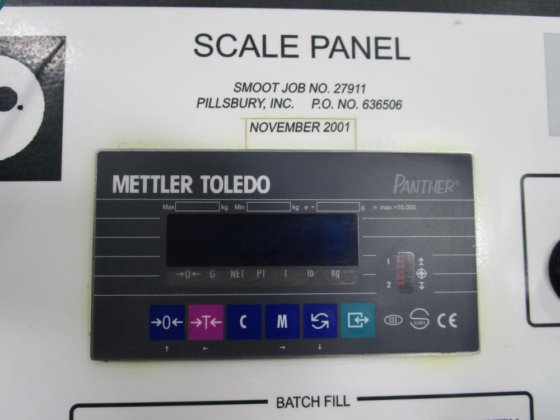 SCALE PANEL
SMOOT JOB NO. 27911
PILLSBURY, INC. P.O. NO. 636506
NOVEMBER 2001
METTLER TOLEDO PANTHER®
Max kg Min kg e = g n max =10,000
→0← G NET PT T lb kg
1
2
→0← →T← C M
III CE
BATCH FILL